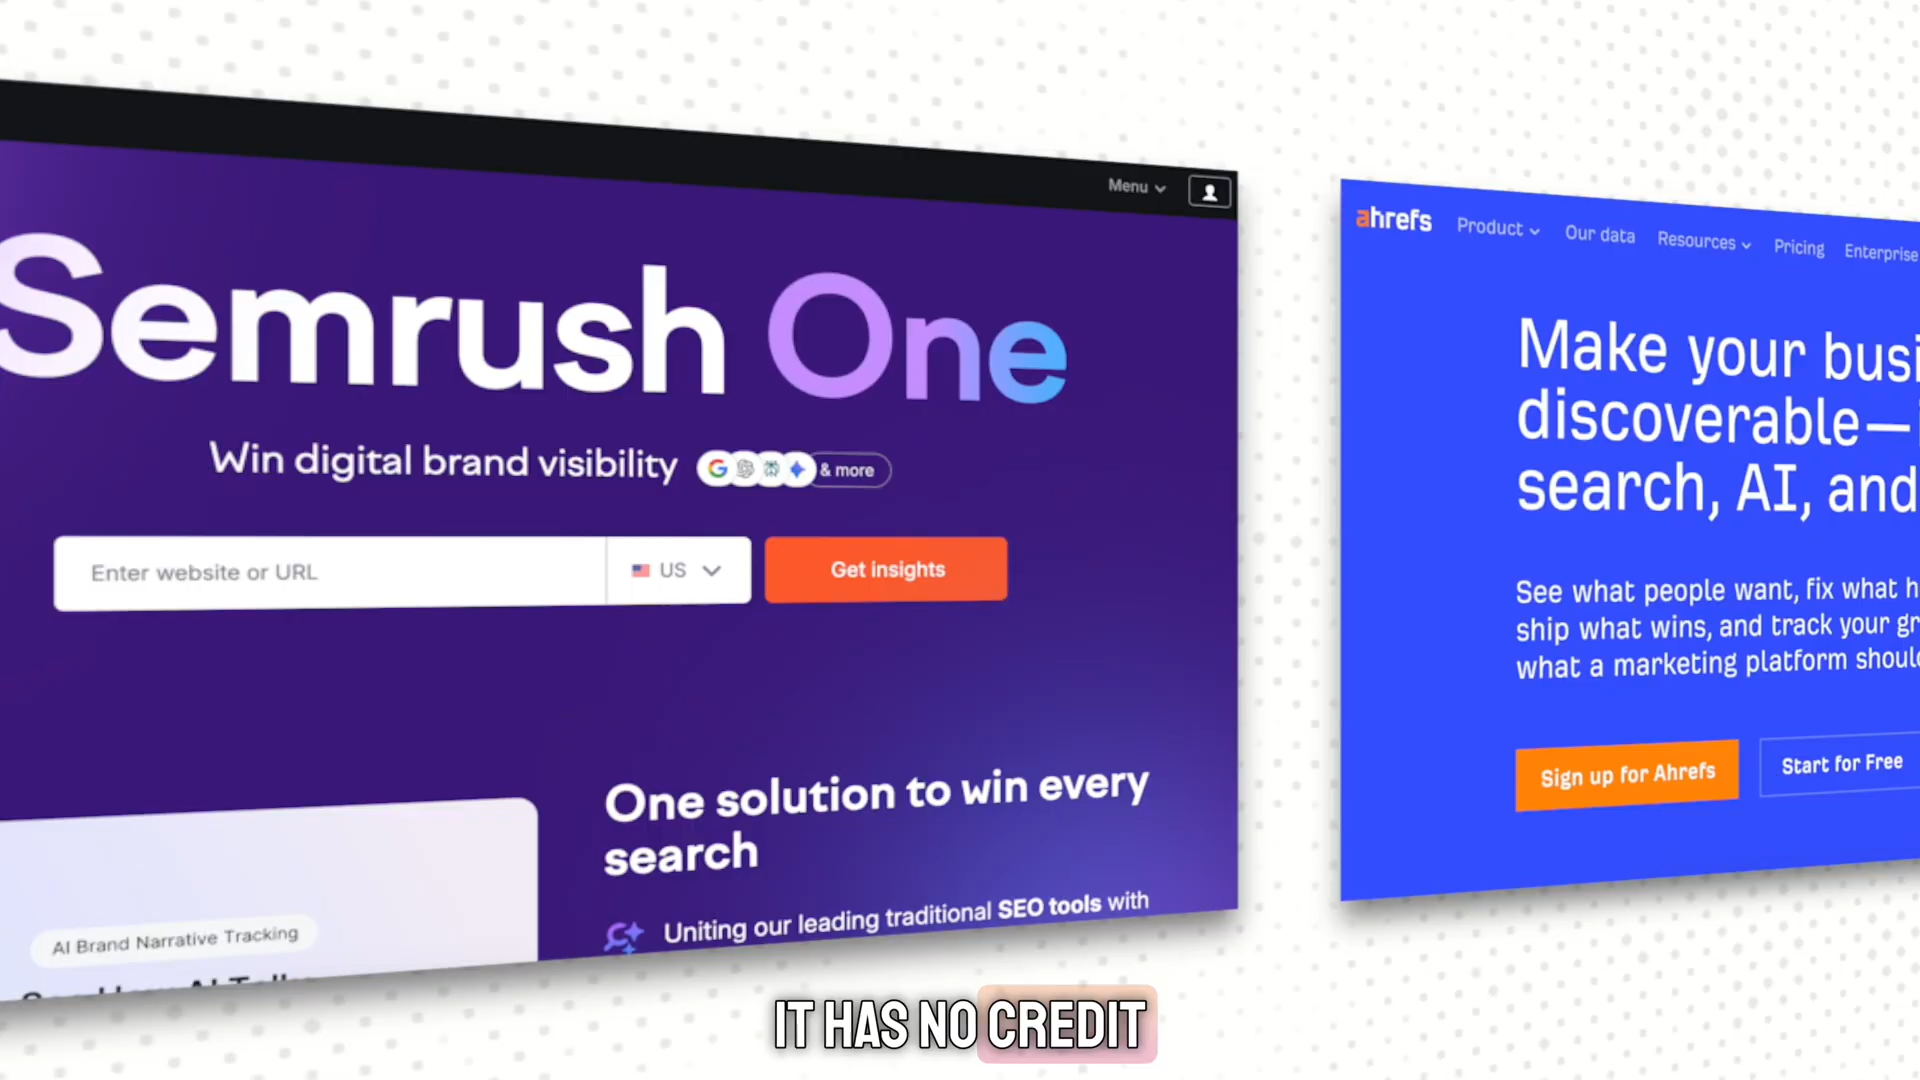 Menu
Semrush One
Win digital brand visibility
& more
Enter website or URL
US
Get insights
One solution to win every
search
Uniting our leading traditional SEO tools with
AI Brand Narrative Tracking
ahrefs
Product
Our data
Resources
Pricing
Enterprise
Make your
discoverable—
search, AI, and
See what people want, fix what
ship what wins, and track your
what a marketing platform
Sign up for Ahrefs
Start for Free
IT HAS NO CREDIT